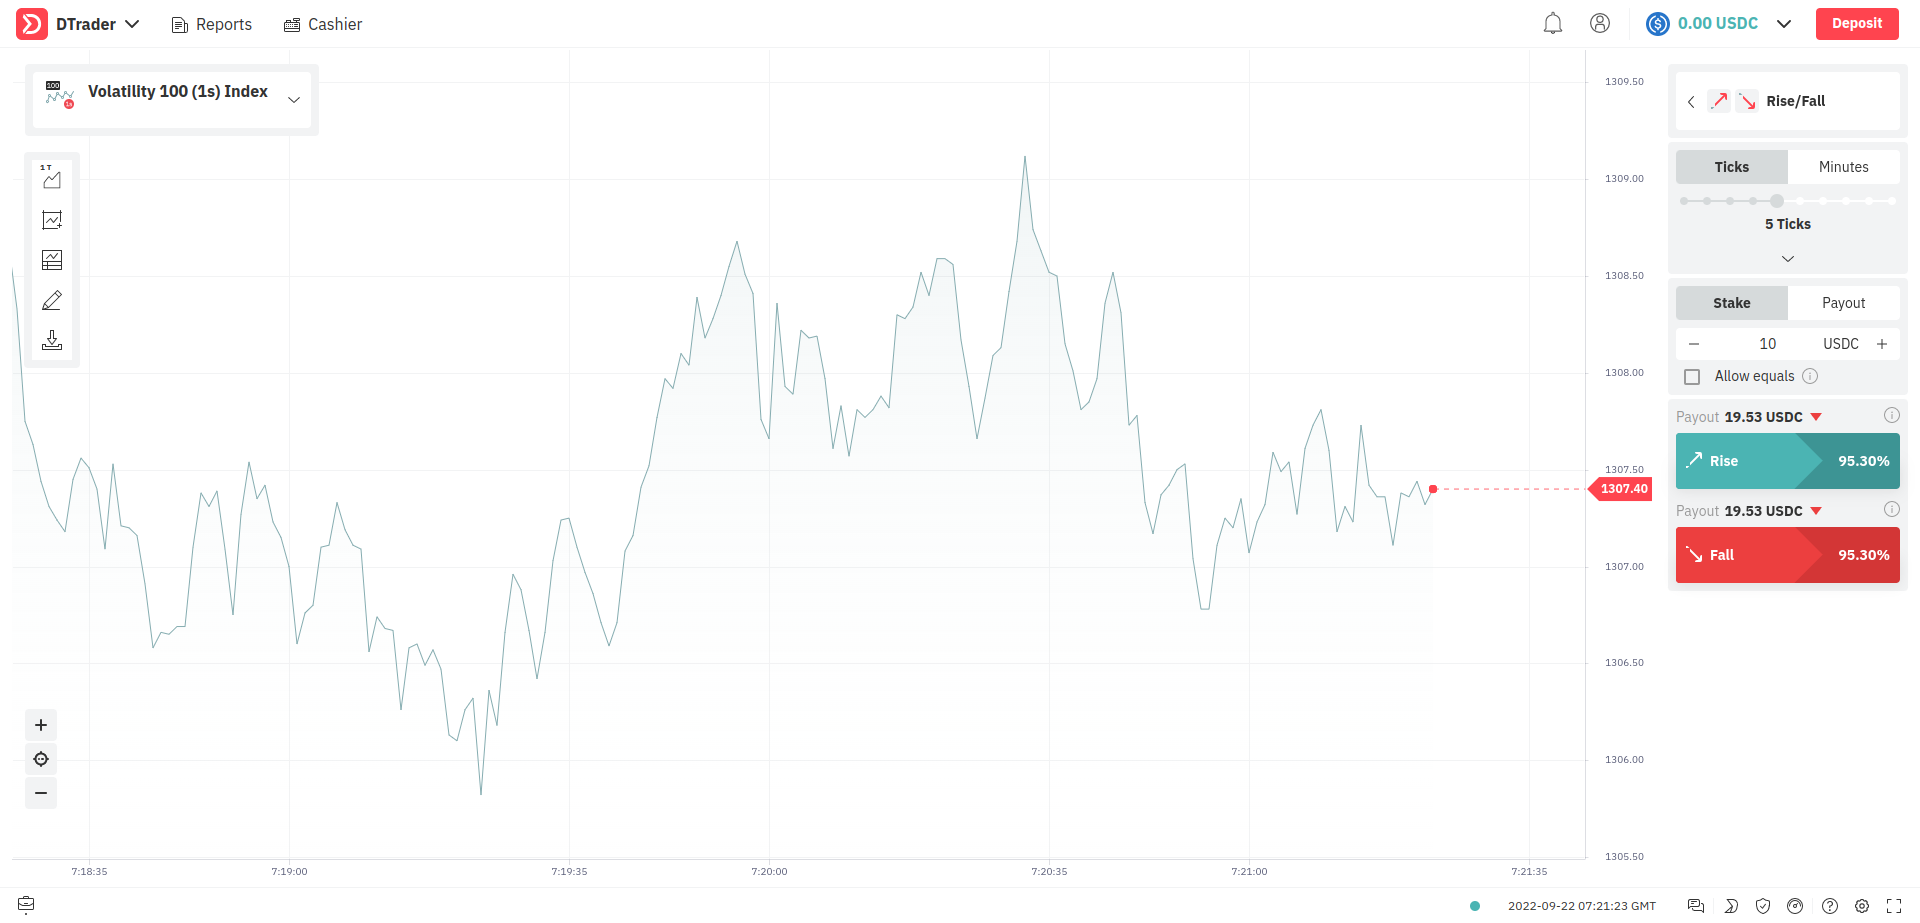 DTrader
Reports
Cashier
0.00 USDC
Deposit
100
1s
Volatility 100 (1s) Index
1T
1309.50
1309.00
1308.50
1308.00
1307.50
1307.40
1307.00
1306.50
1306.00
1305.50
7:18:35
7:19:00
7:19:35
7:20:00
7:20:35
7:21:00
7:21:35
Rise/Fall
Ticks
Minutes
5 Ticks
Stake
Payout
10
USDC
Allow equals
Payout 19.53 USDC
Rise
95.30%
Payout 19.53 USDC
Fall
95.30%
2022-09-22 07:21:23 GMT